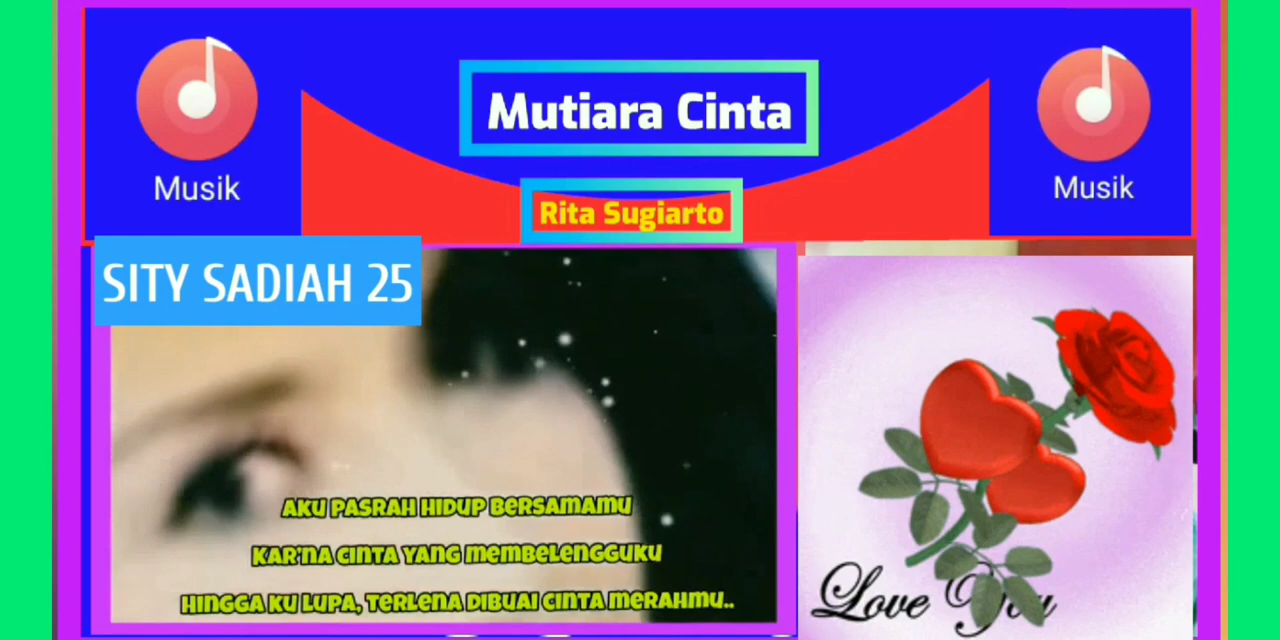 Mutiara Cinta
Musik
Musik
Rita Sugiarto
SITY SADIAH 25
AKU PASRAH HIDUP BERSAMAMU
KAR'NA CINTA YANG MEMBELENGGUKU
HINGGA KU LUPA, TERLENA DIBUAI CINTA MERAHMU..
Love You